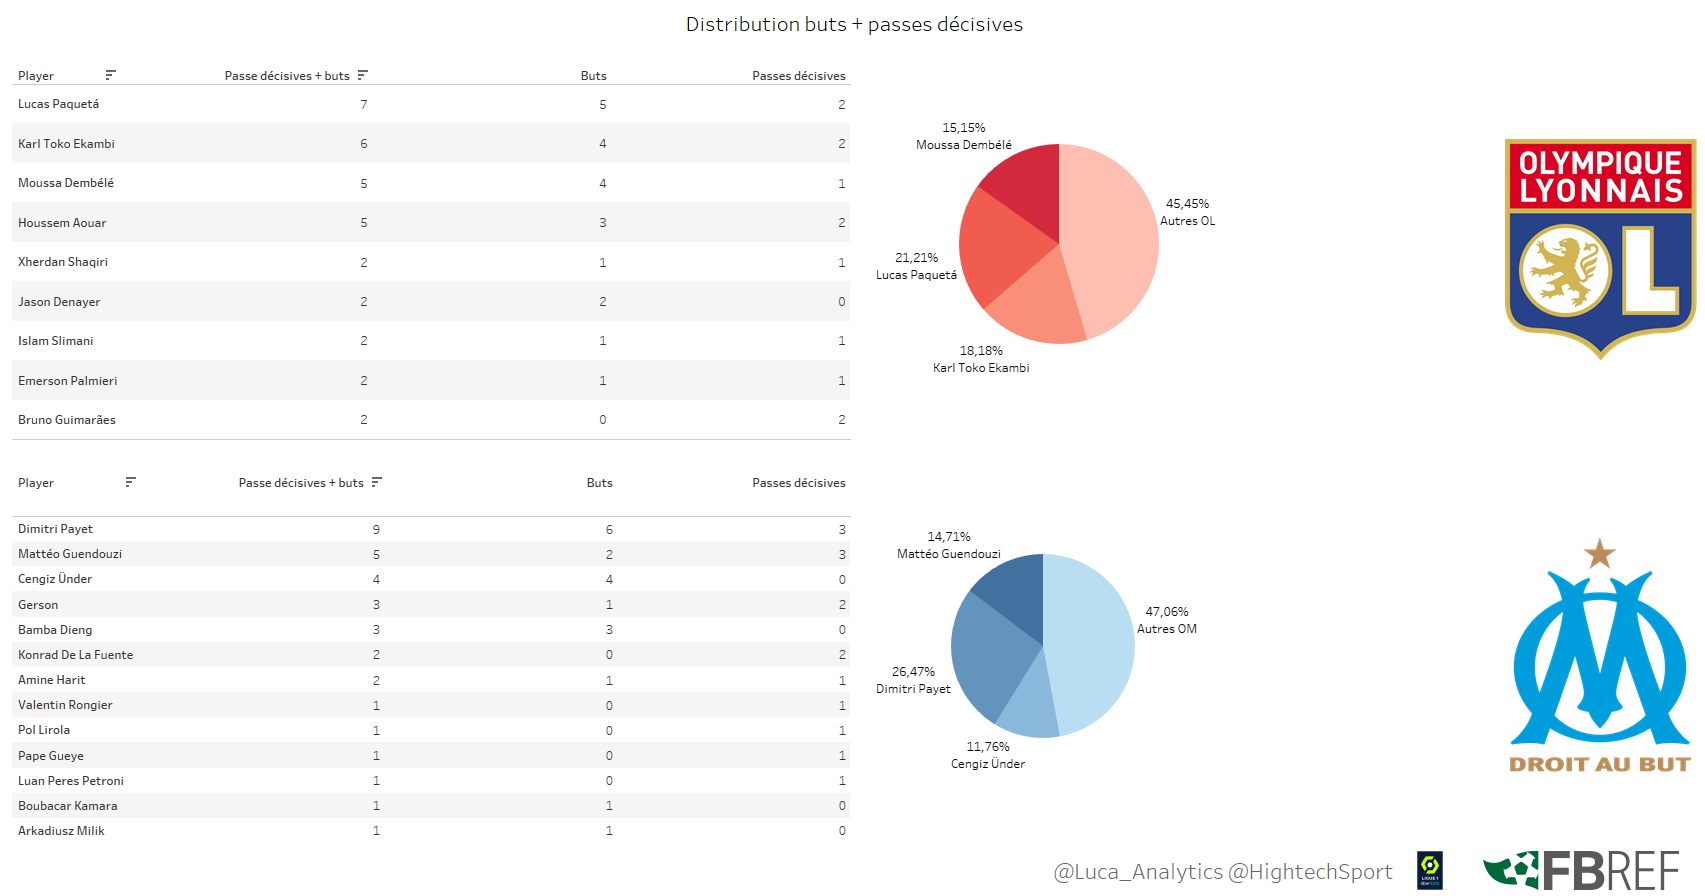 Distribution buts + passes décisives
Player Passe décisives + buts Buts Passes décisives
Lucas Paquetá 7 5 2
Karl Toko Ekambi 6 4 2
Moussa Dembélé 5 4 1
Houssem Aouar 5 3 2
Xherdan Shaqiri 2 1 1
Jason Denayer 2 2 0
Islam Slimani 2 1 1
Emerson Palmieri 2 1 1
Bruno Guimarães 2 0 2
15,15%
Moussa Dembélé
45,45%
Autres OL
21,21%
Lucas Paquetá
18,18%
Karl Toko Ekambi
OLYMPIQUE
LYONNAIS
OL
Player Passe décisives + buts Buts Passes décisives
Dimitri Payet 9 6 3
Mattéo Guendouzi 5 2 3
Cengiz Ünder 4 4 0
Gerson 3 1 2
Bamba Dieng 3 3 0
Konrad De La Fuente 2 0 2
Amine Harit 2 1 1
Valentin Rongier 1 0 1
Pol Lirola 1 0 1
Pape Gueye 1 0 1
Luan Peres Petroni 1 0 1
Boubacar Kamara 1 1 0
Arkadiusz Milik 1 1 0
14,71%
Mattéo Guendouzi
47,06%
Autres OM
26,47%
Dimitri Payet
11,76%
Cengiz Ünder
DROIT AU BUT
@Luca_Analytics @HightechSport
LIGUE 1
uber eats
FBREF